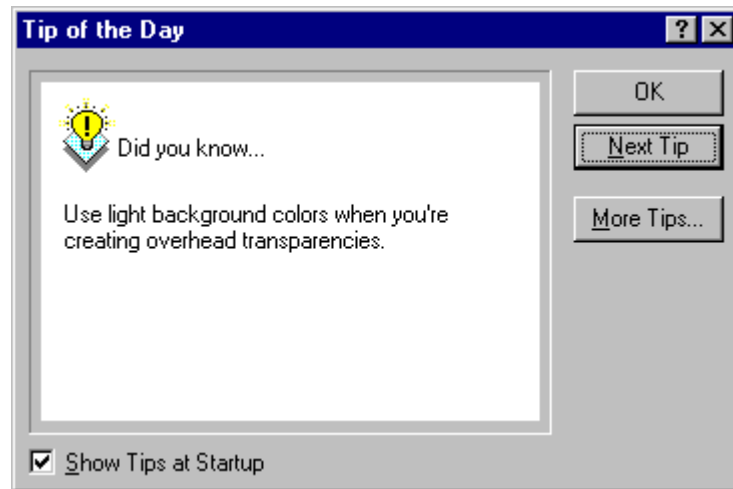 Tip of the Day
OK
Did you know...
Next Tip
Use light background colors when you're
creating overhead transparencies.
More Tips...
Show Tips at Startup